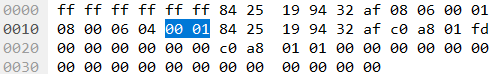 0000 ff ff ff ff ff ff 84 25 19 94 32 af 08 06 00 01
0010 08 00 06 04 00 01 84 25 19 94 32 af c0 a8 01 fd
0020 00 00 00 00 00 00 c0 a8 01 01 00 00 00 00 00 00
0030 00 00 00 00 00 00 00 00 00 00 00 00